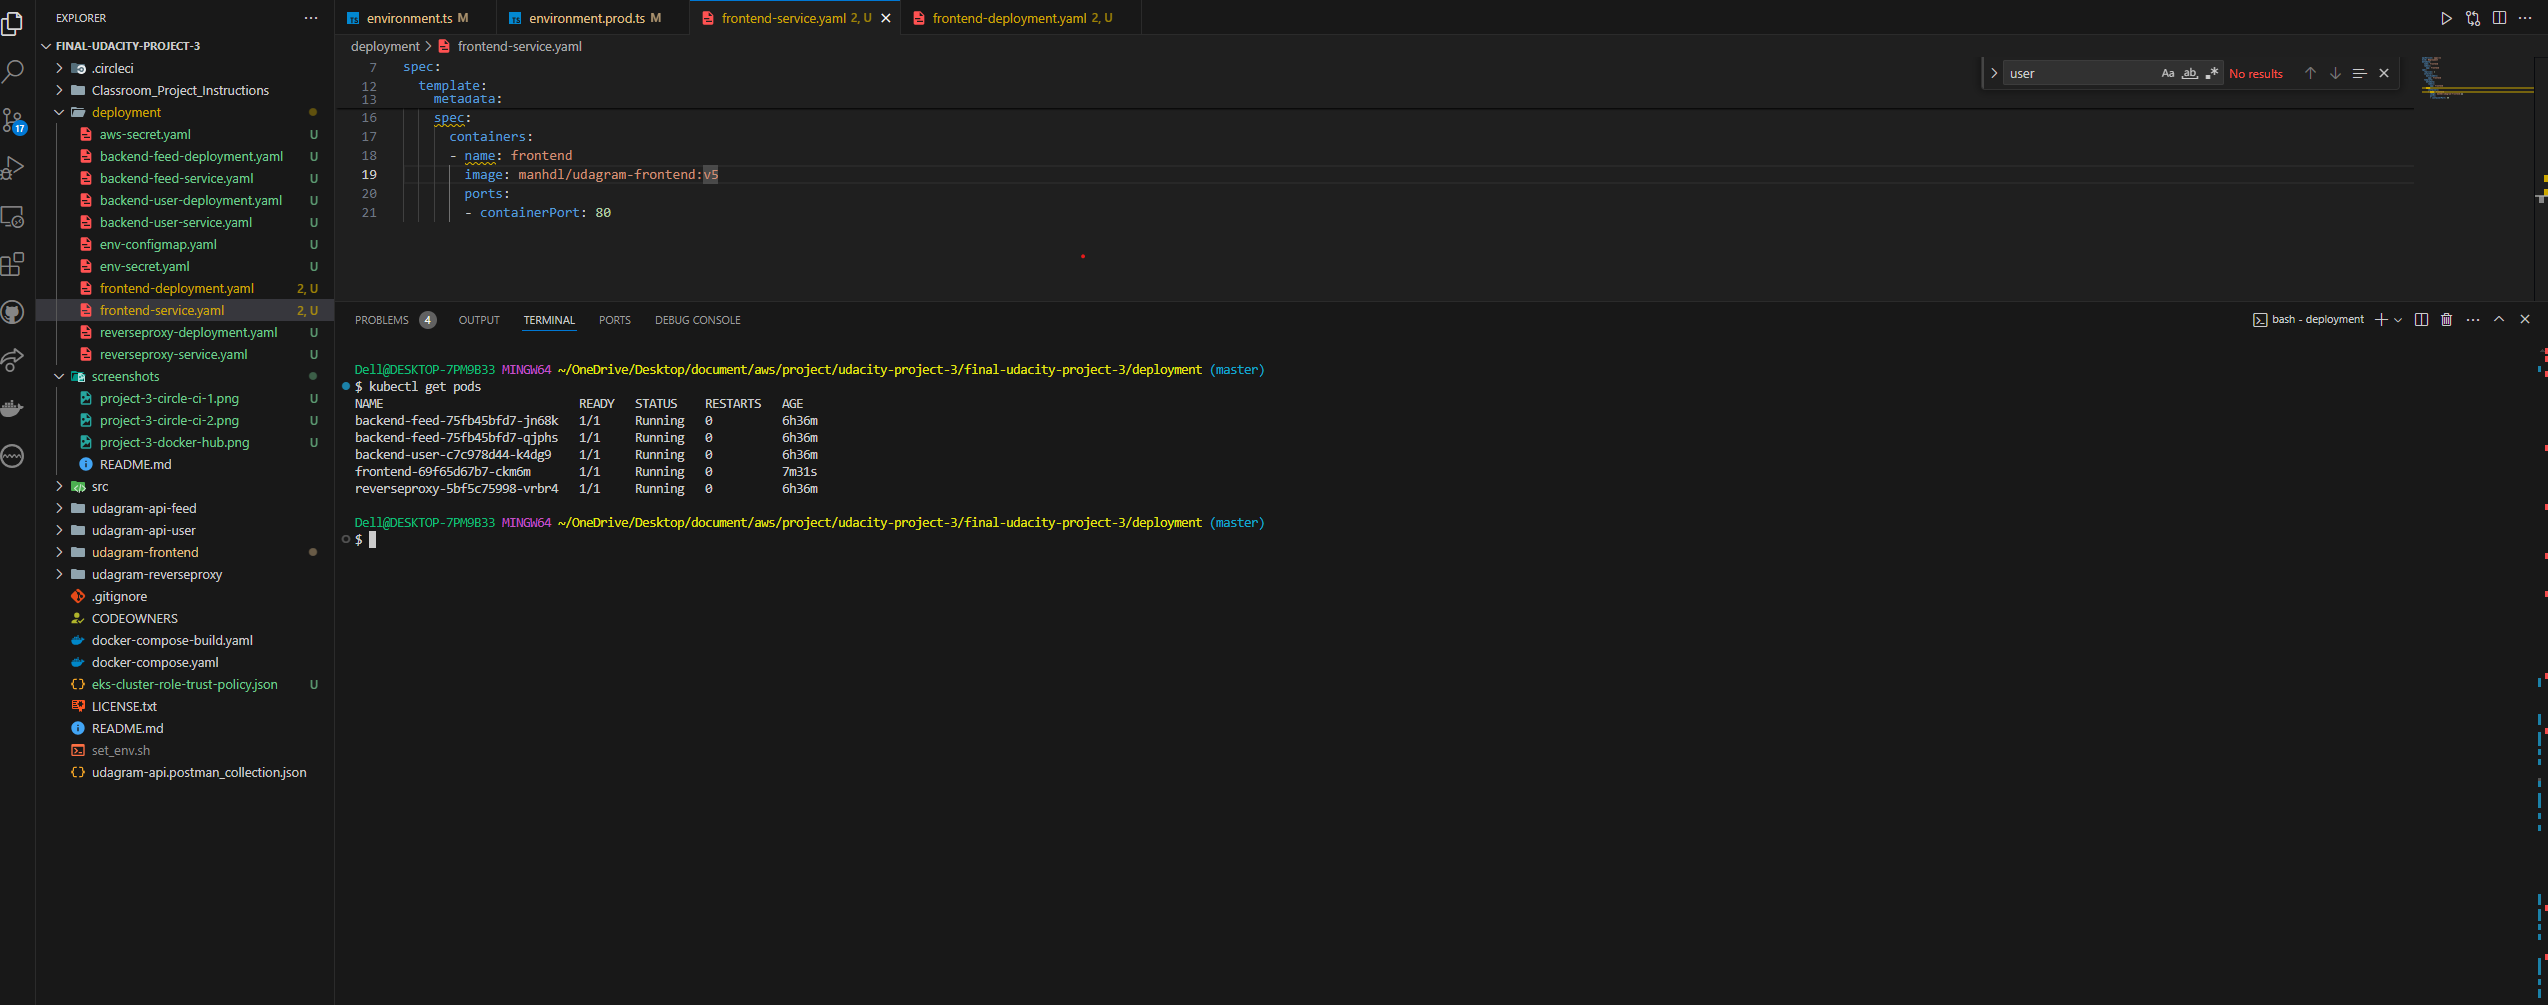 EXPLORER
FINAL-UDACITY-PROJECT-3
.circleci
Classroom_Project_Instructions
deployment
aws-secret.yaml U
backend-feed-deployment.yaml U
backend-feed-service.yaml U
backend-user-deployment.yaml U
backend-user-service.yaml U
env-configmap.yaml U
env-secret.yaml U
frontend-deployment.yaml 2, U
frontend-service.yaml 2, U
reverseproxy-deployment.yaml U
reverseproxy-service.yaml U
screenshots
project-3-circle-ci-1.png U
project-3-circle-ci-2.png U
project-3-docker-hub.png U
README.md
src
udagram-api-feed
udagram-api-user
udagram-frontend
udagram-reverseproxy
.gitignore
CODEOWNERS
docker-compose-build.yaml
docker-compose.yaml
eks-cluster-role-trust-policy.json U
LICENSE.txt
README.md
set_env.sh
udagram-api.postman_collection.json
17
environment.ts M
environment.prod.ts M
frontend-service.yaml 2, U
frontend-deployment.yaml 2, U
deployment > frontend-service.yaml
7 spec:
12 template:
13 metadata:
16 spec:
17 containers:
18 - name: frontend
19 image: manhdl/udagram-frontend:v5
20 ports:
21 - containerPort: 80
user Aa ab .* No results
PROBLEMS 4 OUTPUT TERMINAL PORTS DEBUG CONSOLE
bash - deployment
Dell@DESKTOP-7PM9B33 MINGW64 ~/OneDrive/Desktop/document/aws/project/udacity-project-3/final-udacity-project-3/deployment (master)
$ kubectl get pods
NAME READY STATUS RESTARTS AGE
backend-feed-75fb45bfd7-jn68k 1/1 Running 0 6h36m
backend-feed-75fb45bfd7-qjphs 1/1 Running 0 6h36m
backend-user-c7c978d44-k4dg9 1/1 Running 0 6h36m
frontend-69f65d67b7-ckm6m 1/1 Running 0 7m31s
reverseproxy-5bf5c75998-vrbr4 1/1 Running 0 6h36m
Dell@DESKTOP-7PM9B33 MINGW64 ~/OneDrive/Desktop/document/aws/project/udacity-project-3/final-udacity-project-3/deployment (master)
$